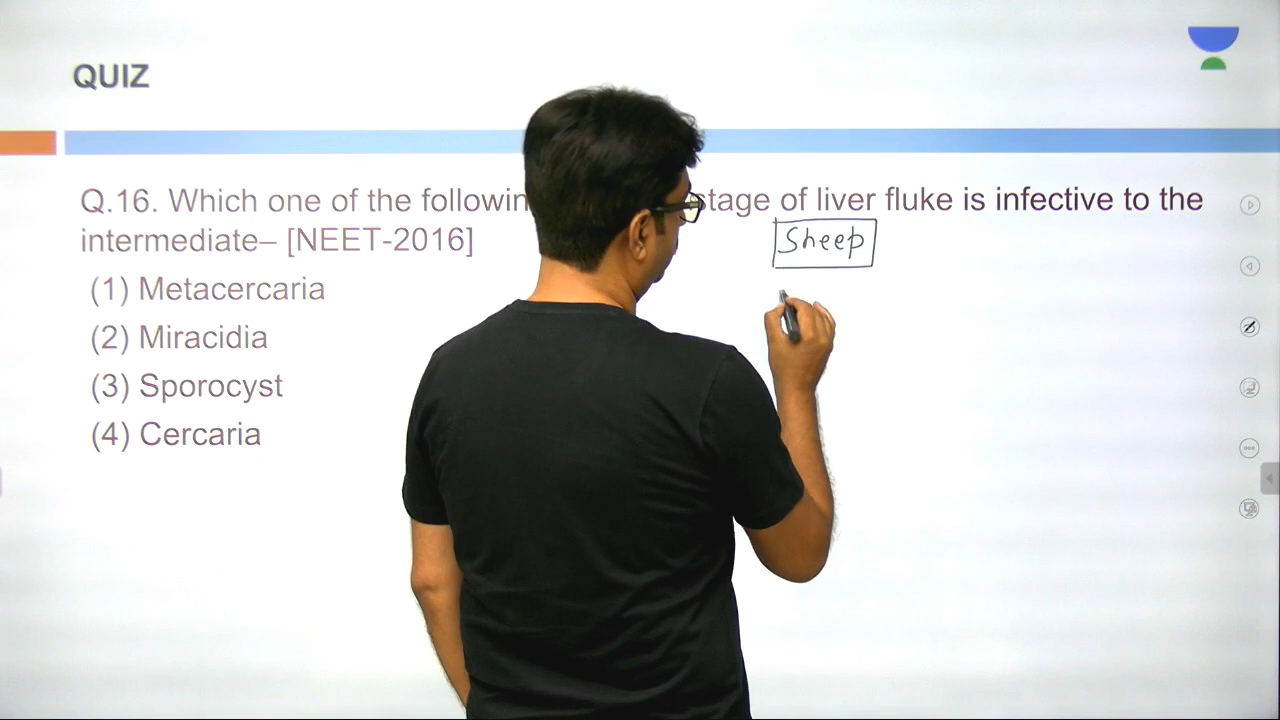 QUIZ
Q.16. Which one of the following stage of liver fluke is infective to the
Sheep
intermediate– [NEET-2016]
(1) Metacercaria
(2) Miracidia
(3) Sporocyst
(4) Cercaria